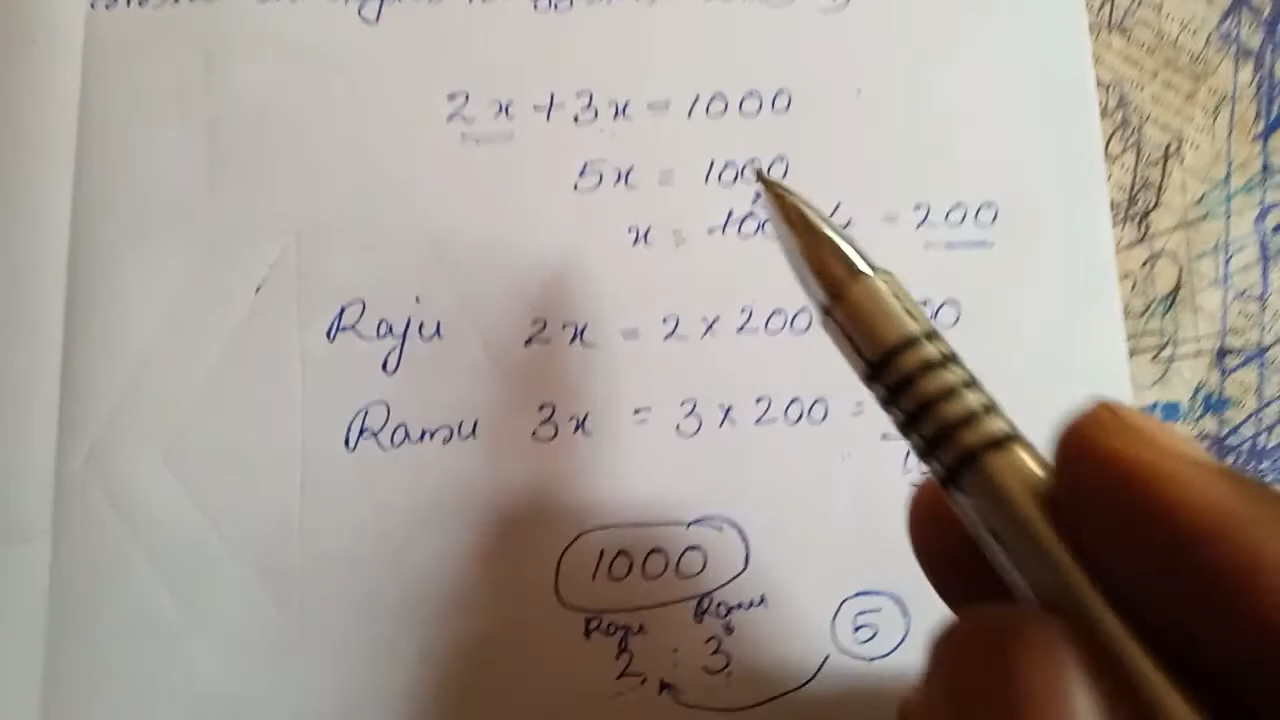 2x + 3x = 1000
5x = 1000
x = = 200
Raju 2x = 2 x 200
Ramu 3x = 3 x 200 =
1000
Raju Ramu
2 : 3
5